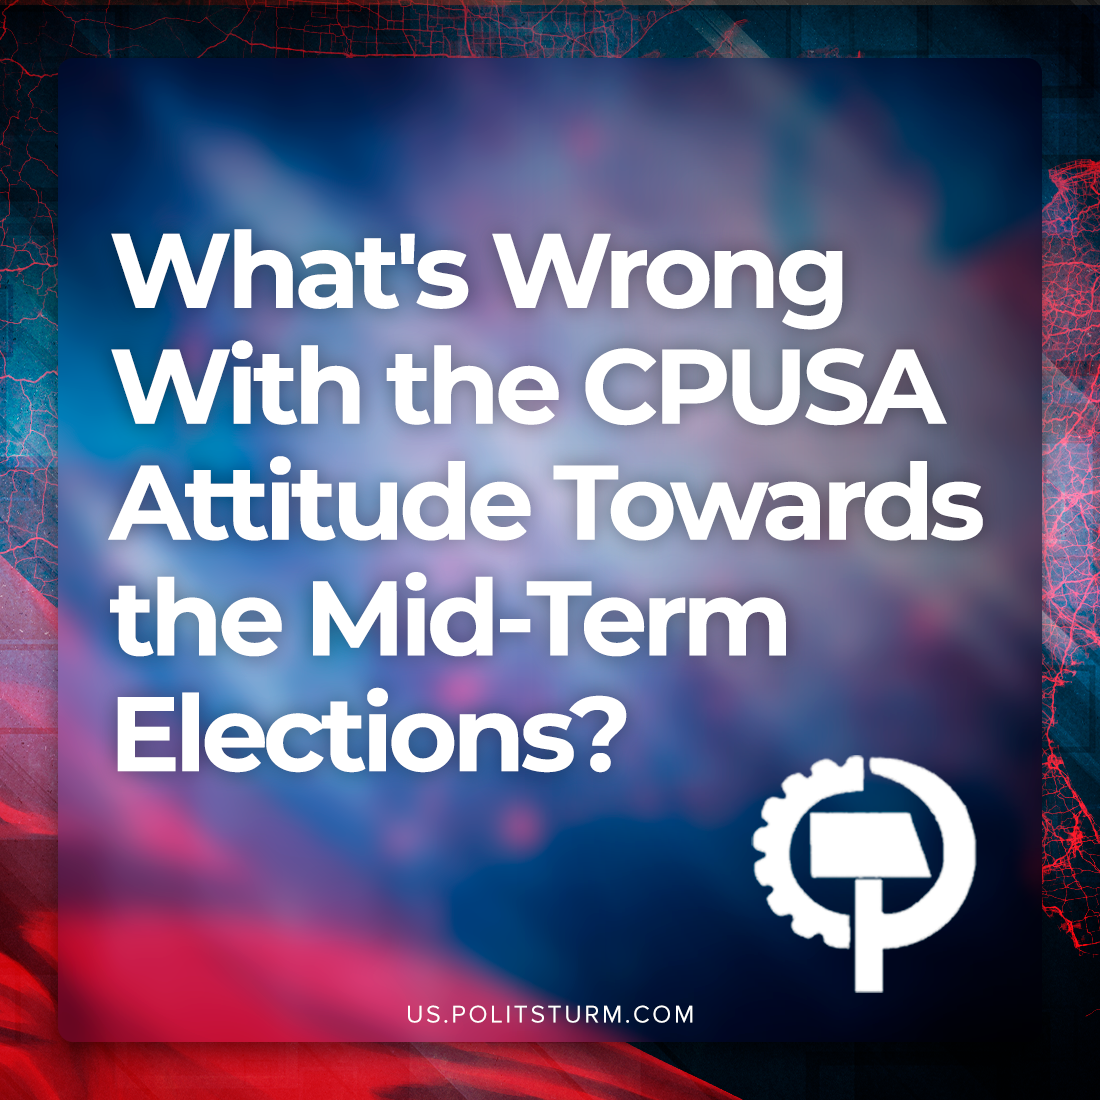 What's Wrong
With the CPUSA
Attitude Towards
the Mid-Term
Elections?
US.POLITSTURM.COM